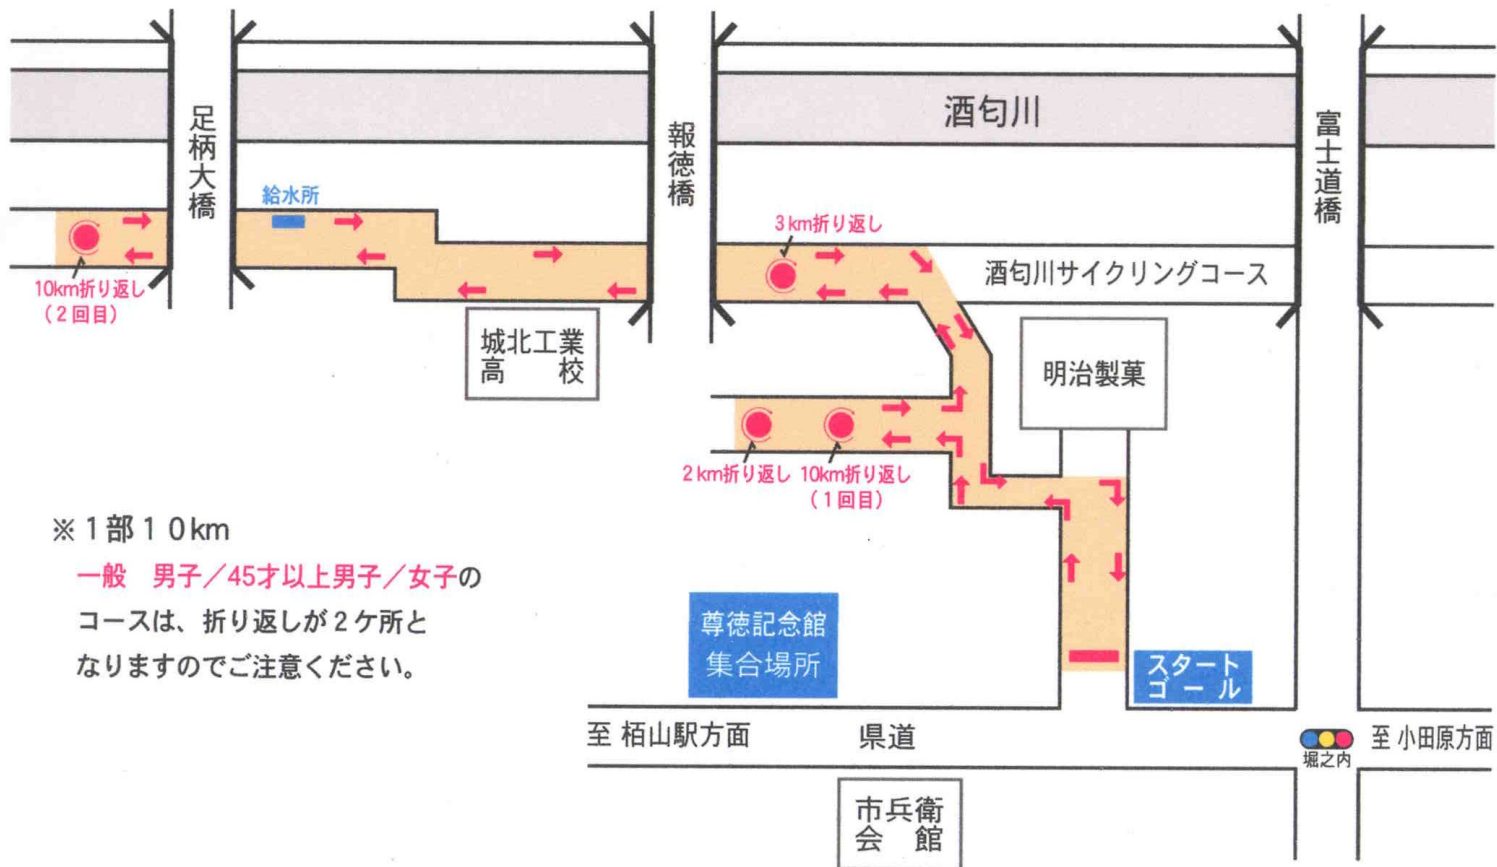 酒匂川
足柄大橋
報徳橋
富士道橋
給水所
3km折り返し
酒匂川サイクリングコース
10km折り返し
(2回目)
城北工業
高 校
明治製菓
2km折り返し
10km折り返し
(1回目)
※1部10km
一般 男子/45才以上男子/女子の
コースは、折り返しが2ケ所と
なりますのでご注意ください。
尊徳記念館
集合場所
スタート
ゴール
至 栢山駅方面
県道
至 小田原方面
堀之内
市兵衛
会 館